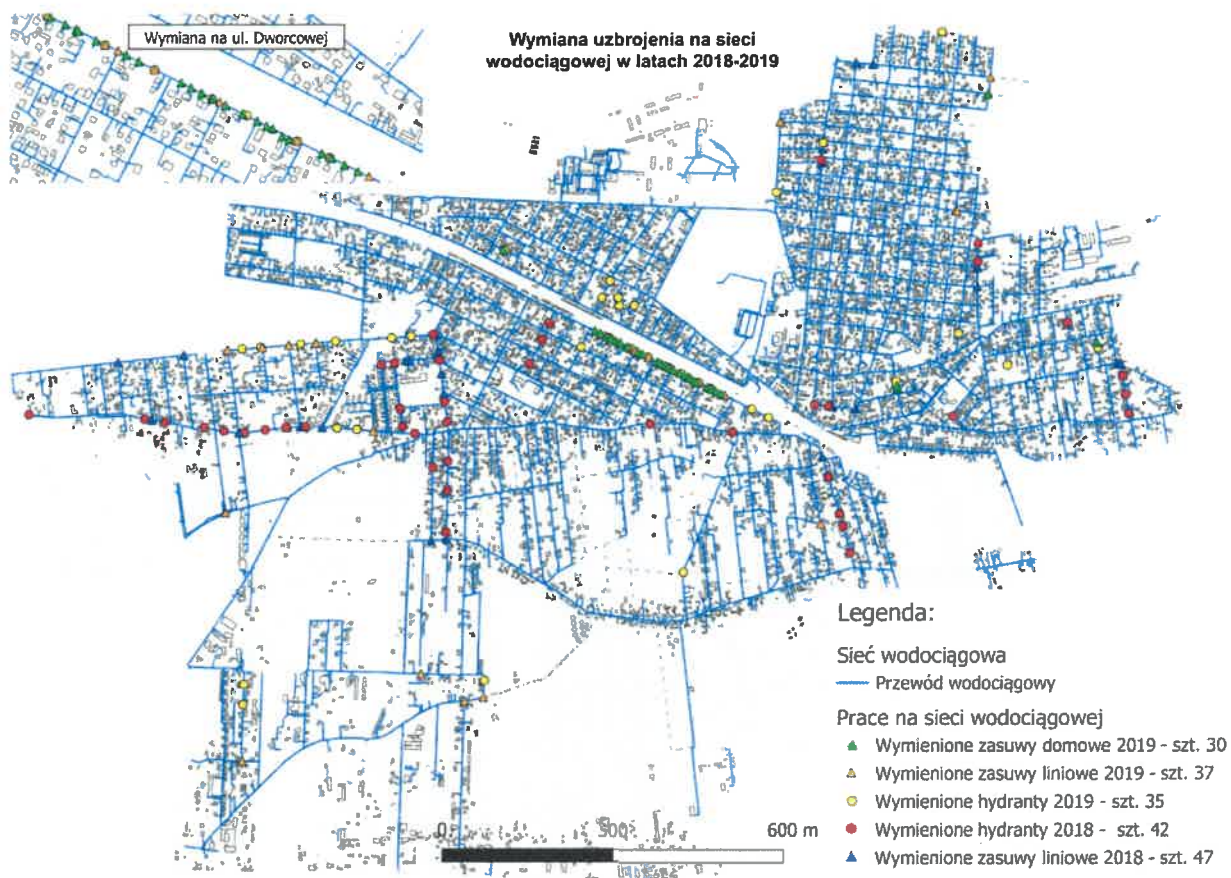 Wymiana na ul. Dworcowej
Wymiana uzbrojenia na sieci
wodociągowej w latach 2018-2019
Legenda:
Sieć wodociągowa
Przewód wodociągowy
Prace na sieci wodociągowej
Wymienione zasuwy domowe 2019 - szt. 30
Wymienione zasuwy liniowe 2019 - szt. 37
Wymienione hydranty 2019 - szt. 35
Wymienione hydranty 2018 - szt. 42
Wymienione zasuwy liniowe 2018 - szt. 47
0 300 600 m